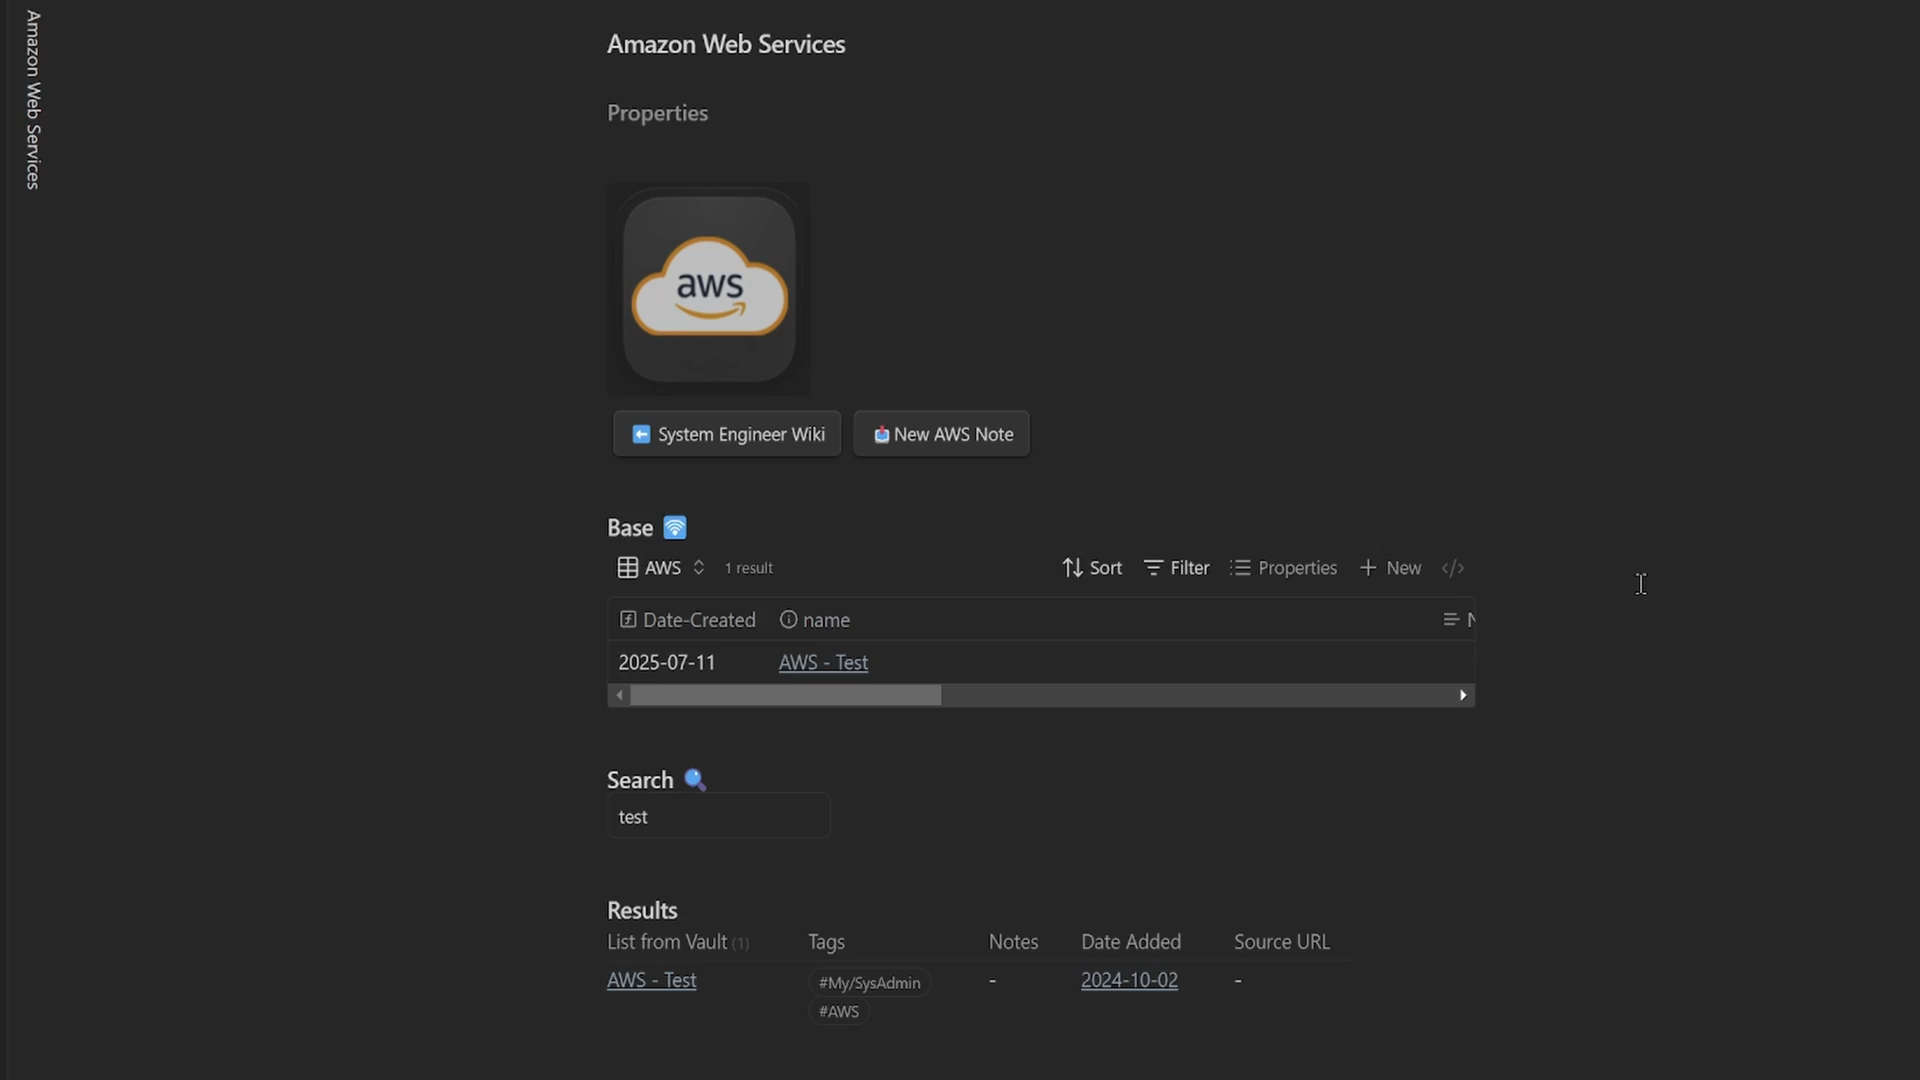 Amazon Web Services
Amazon Web Services
Properties
aws
System Engineer Wiki
New AWS Note
Base
AWS 1 result Sort Filter Properties + New </>
Date-Created name
2025-07-11 AWS - Test
Search
test
Results
List from Vault (1) Tags Notes Date Added Source URL
AWS - Test #My/SysAdmin - 2024-10-02 -
#AWS